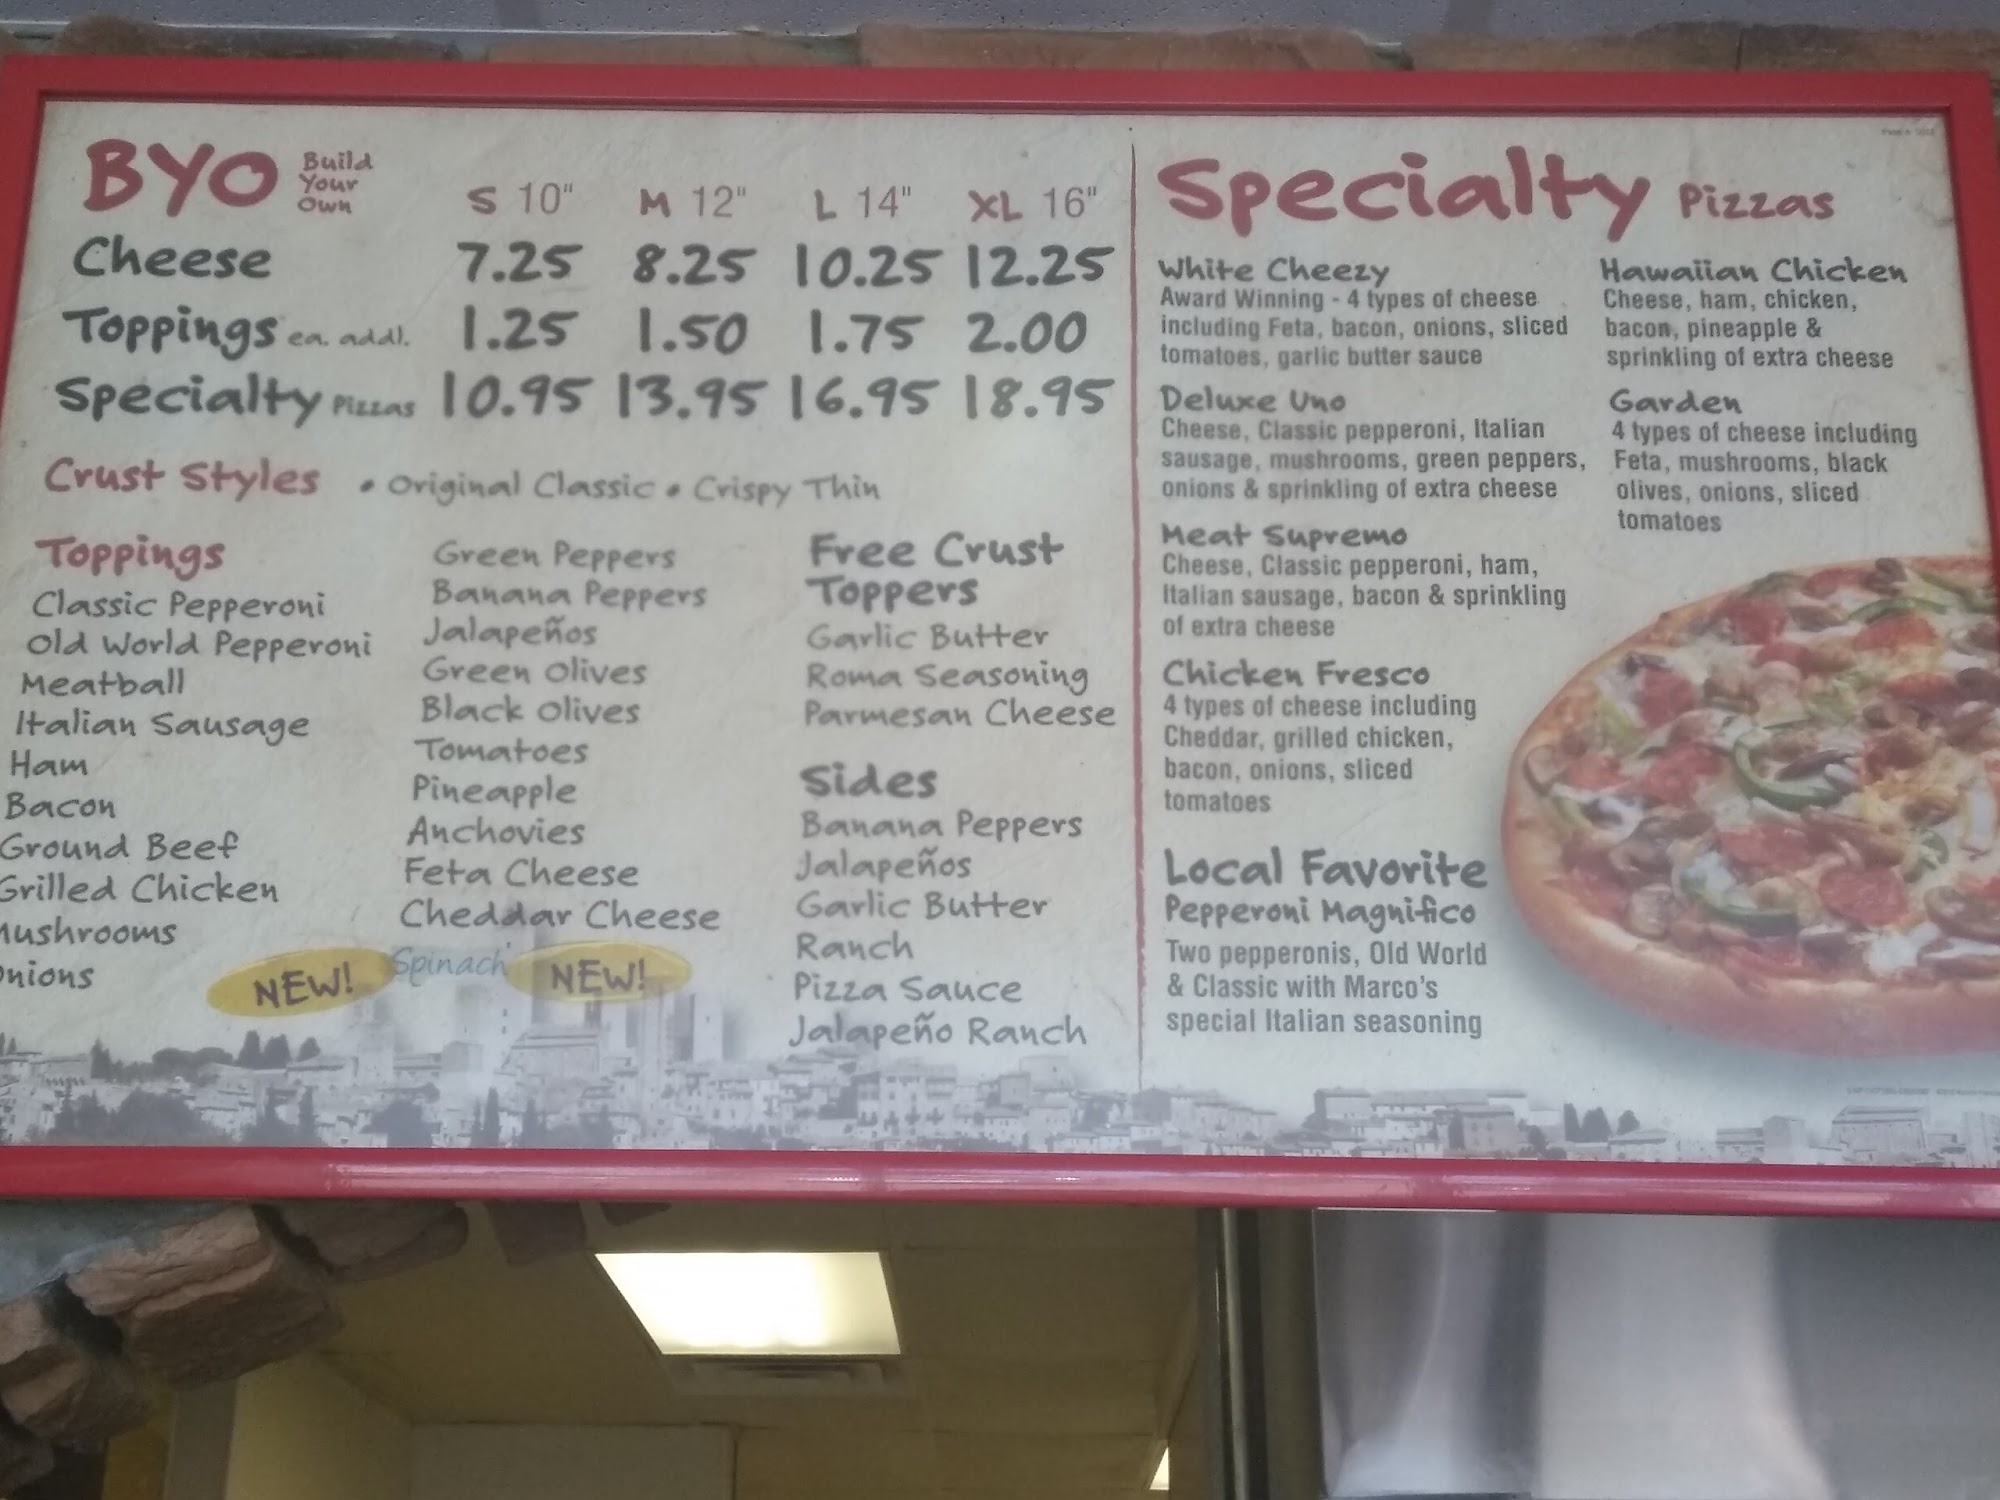 BYO Build
Your
Own
S 10" M 12" L 14" XL 16"
Cheese 7.25 8.25 10.25 12.25
Toppings ea. addl. 1.25 1.50 1.75 2.00
Specialty Pizzas 10.95 13.95 16.95 18.95
Crust Styles • Original Classic • Crispy Thin
Toppings
Classic Pepperoni
Old World Pepperoni
Meatball
Italian Sausage
Ham
Bacon
Ground Beef
Grilled Chicken
Mushrooms
Onions
Green Peppers
Banana Peppers
Jalapeños
Green Olives
Black Olives
Tomatoes
Pineapple
Anchovies
Feta Cheese
Cheddar Cheese
NEW! Spinach NEW!
Free Crust
Toppers
Garlic Butter
Roma Seasoning
Parmesan Cheese
Sides
Banana Peppers
Jalapeños
Garlic Butter
Ranch
Pizza Sauce
Jalapeño Ranch
Specialty Pizzas
White Cheezy
Award Winning - 4 types of cheese
including Feta, bacon, onions, sliced
tomatoes, garlic butter sauce
Deluxe Uno
Cheese, Classic pepperoni, Italian
sausage, mushrooms, green peppers,
onions & sprinkling of extra cheese
Meat Supremo
Cheese, Classic pepperoni, ham,
Italian sausage, bacon & sprinkling
of extra cheese
Chicken Fresco
4 types of cheese including
Cheddar, grilled chicken,
bacon, onions, sliced
tomatoes
Local Favorite
Pepperoni Magnifico
Two pepperonis, Old World
& Classic with Marco's
special Italian seasoning
Hawaiian Chicken
Cheese, ham, chicken,
bacon, pineapple &
sprinkling of extra cheese
Garden
4 types of cheese including
Feta, mushrooms, black
olives, onions, sliced
tomatoes